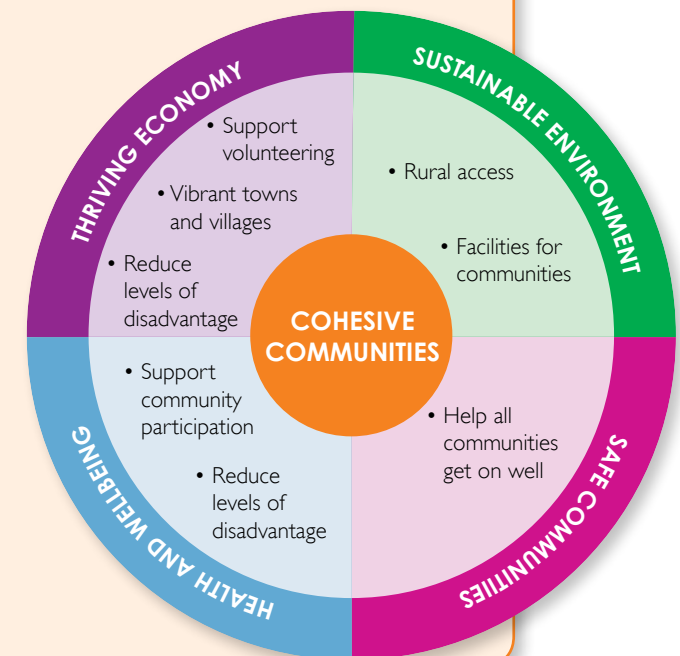 THRIVING ECONOMY
• Support
volunteering
• Vibrant towns
and villages
• Reduce
levels of
disadvantage
SUSTAINABLE ENVIRONMENT
• Rural access
• Facilities for
communities
COHESIVE
COMMUNITIES
HEALTH AND WELLBEING
• Support
community
participation
• Reduce
levels of
disadvantage
SAFE COMMUNITIIES
• Help all
communities
get on well